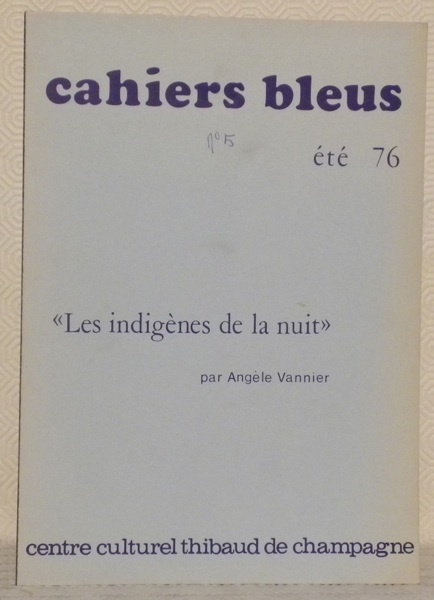 cahiers bleus
n° 5
été 76
«Les indigènes de la nuit»
par Angèle Vannier
centre culturel thibaud de champagne